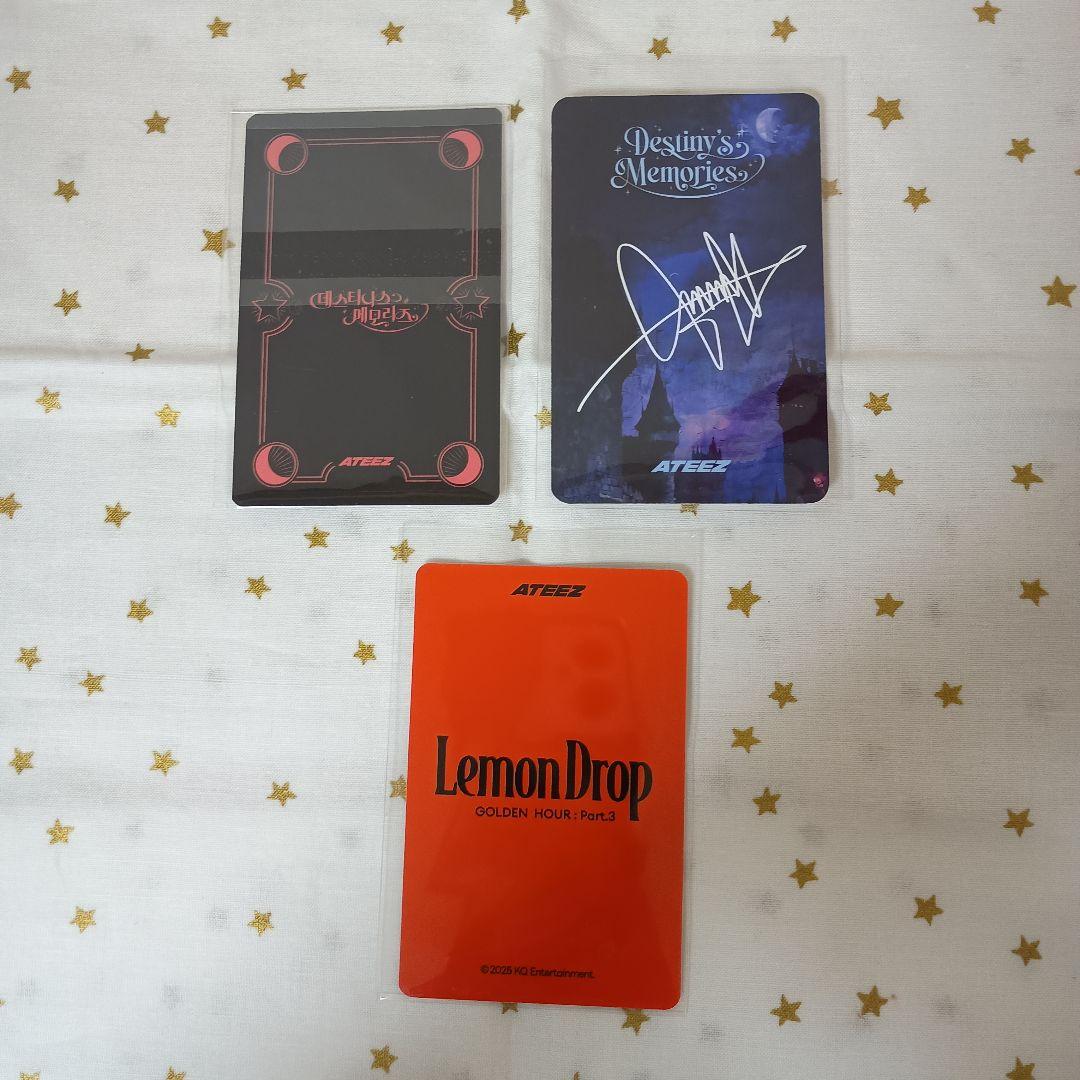 데스티니스
메모리즈
ATEEZ
Destiny's
Memories
ATEEZ
ATEEZ
Lemon Drop
GOLDEN HOUR : Part.3
©2025 KQ Entertainment.